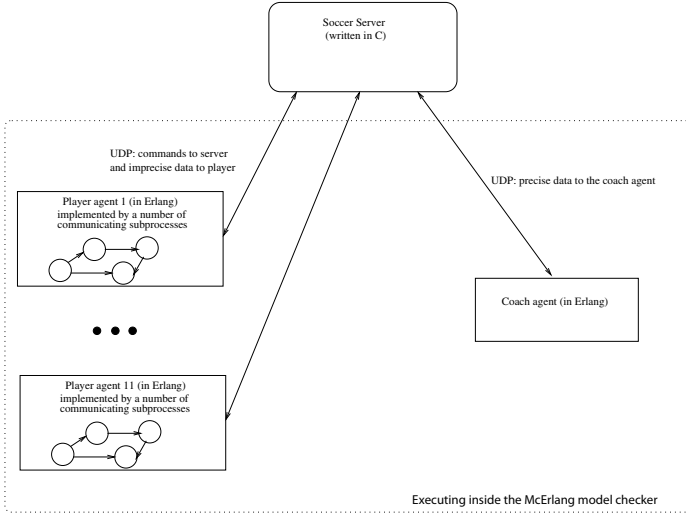 Soccer Server
(written in C)
UDP: commands to server
and imprecise data to player
UDP: precise data to the coach agent
Player agent 1 (in Erlang)
implemented by a number of
communicating subprocesses
Coach agent (in Erlang)
Player agent 11 (in Erlang)
implemented by a number of
communicating subprocesses
Executing inside the McErlang model checker